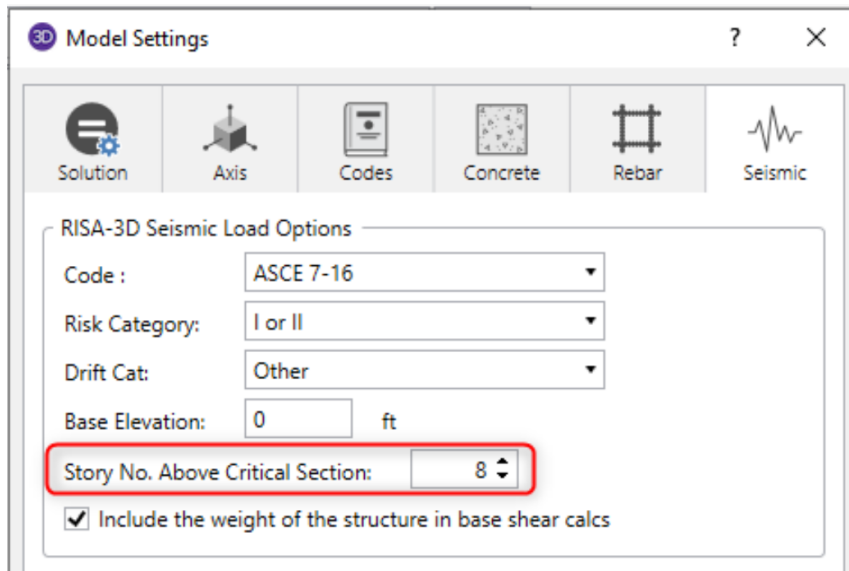 3D Model Settings ?
Solution Axis Codes Concrete Rebar Seismic
RISA-3D Seismic Load Options
Code : ASCE 7-16
Risk Category: I or II
Drift Cat: Other
Base Elevation: 0 ft
Story No. Above Critical Section: 8
Include the weight of the structure in base shear calcs